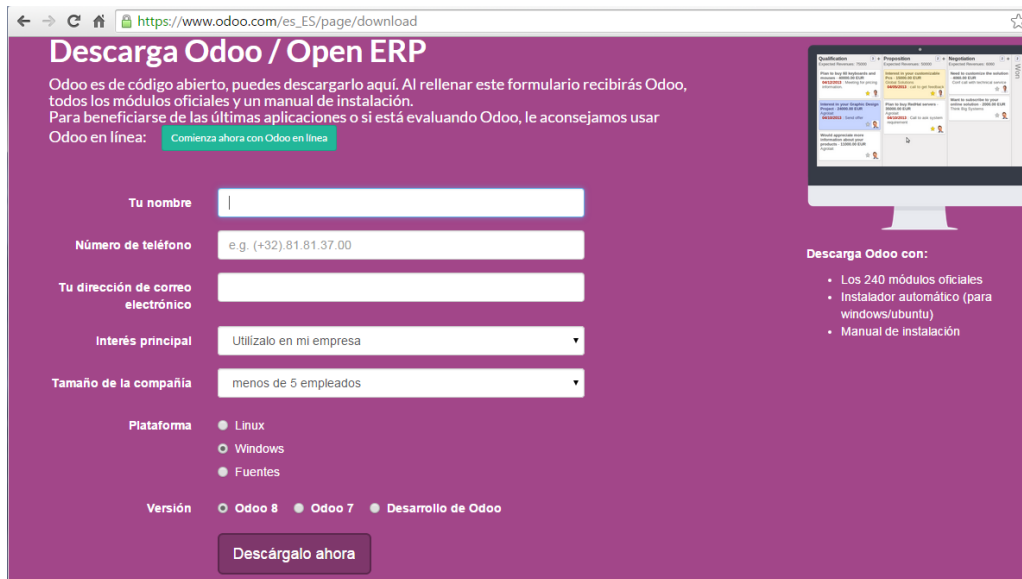 https://www.odoo.com/es_ES/page/download
Descarga Odoo / Open ERP
Odoo es de código abierto, puedes descargarlo aquí. Al rellenar este formulario recibirás Odoo,
todos los módulos oficiales y un manual de instalación.
Para beneficiarse de las últimas aplicaciones o si está evaluando Odoo, le aconsejamos usar
Odoo en línea: Comienza ahora con Odoo en línea
Tu nombre
Número de teléfono e.g. (+32).81.81.37.00
Tu dirección de correo
electrónico
Interés principal Utilízalo en mi empresa
Tamaño de la compañía menos de 5 empleados
Plataforma Linux
Windows
Fuentes
Versión Odoo 8 Odoo 7 Desarrollo de Odoo
Descárgalo ahora
Qualification Proposition Negotiation
Won
Descarga Odoo con:
Los 240 módulos oficiales
Instalador automático (para
windows/ubuntu)
Manual de instalación